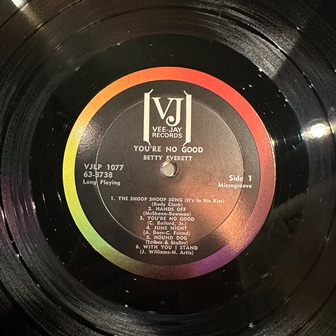 VJ
VEE-JAY
RECORDS
YOU'RE NO GOOD
BETTY EVERETT
VJLP 1077
63-3738
Long Playing
Side 1
Microgroove
1. THE SHOOP SHOOP SONG (It's In His Kiss)
(Rudy Clark)
2. HANDS OFF
(McShann-Bowman)
3. YOU'RE NO GOOD
(C. Ballard, Jr.)
4. JUNE NIGHT
(A. Baer-C. Friend)
5. HOUND DOG
(Leiber & Stoller)
6. WITH YOU I STAND
(J. Williams-N. Artis)